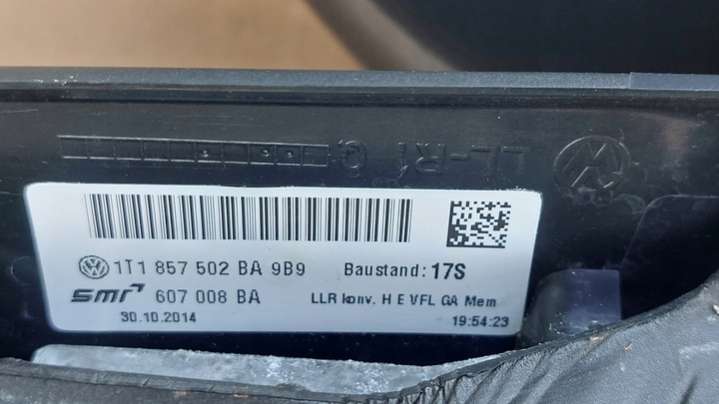 1T1 857 502 BA 9B9 Baustand: 17S
SMR 607 008 BA LLR konv. H E VFL GA Mem
30.10.2014 19:54:23